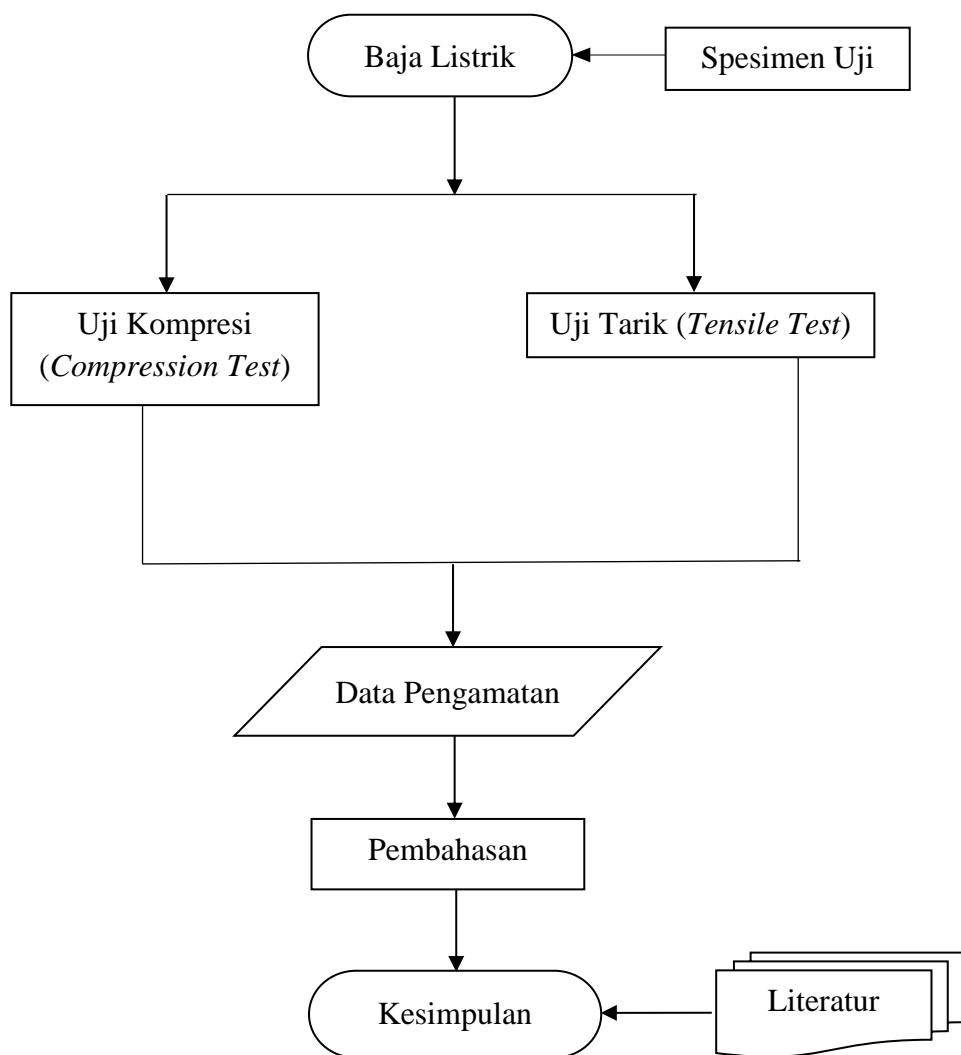 Baja Listrik
Spesimen Uji
Uji Kompresi
(Compression Test)
Uji Tarik (Tensile Test)
Data Pengamatan
Pembahasan
Kesimpulan
Literatur